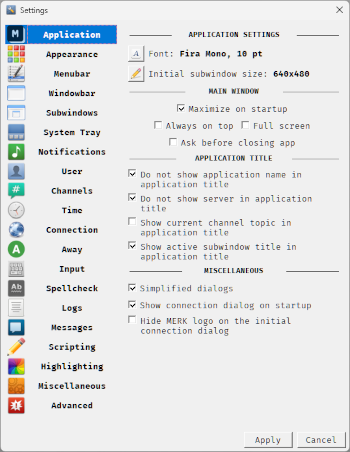 Settings
M
Application
Appearance
Menubar
Windowbar
Subwindows
System Tray
Notifications
User
Channels
Time
Connection
Away
Input
Spellcheck
Logs
Messages
Scripting
Highlighting
Miscellaneous
Advanced
APPLICATION SETTINGS
A Font: Fira Mono, 10 pt
Initial subwindow size: 640x480
MAIN WINDOW
Maximize on startup
Always on top Full screen
Ask before closing app
APPLICATION TITLE
Do not show application name in
application title
Do not show server in application
title
Show current channel topic in
application title
Show active subwindow title in
application title
MISCELLANEOUS
Simplified dialogs
Show connection dialog on startup
Hide MERK logo on the initial
connection dialog
Apply Cancel